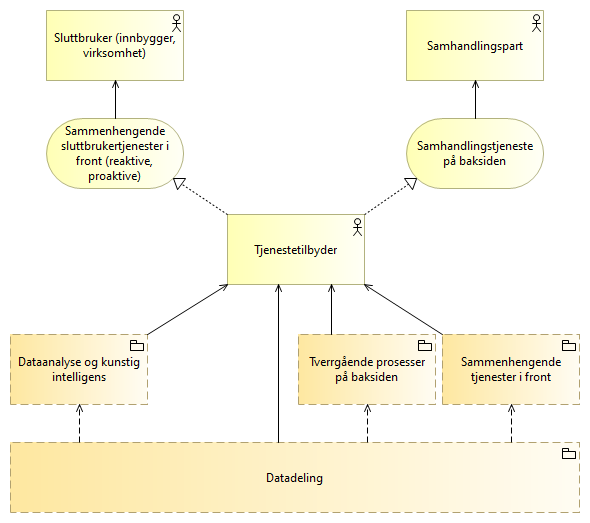 Sluttbruker (innbygger,
virksomhet)
Samhandlingspart
Sammenhengende
sluttbrukertjenester i
front (reaktive,
proaktive)
Samhandlingstjeneste
på baksiden
Tjenestetilbyder
Dataanalyse og kunstig
intelligens
Tverrgående prosesser
på baksiden
Sammenhengende
tjenester i front
Datadeling